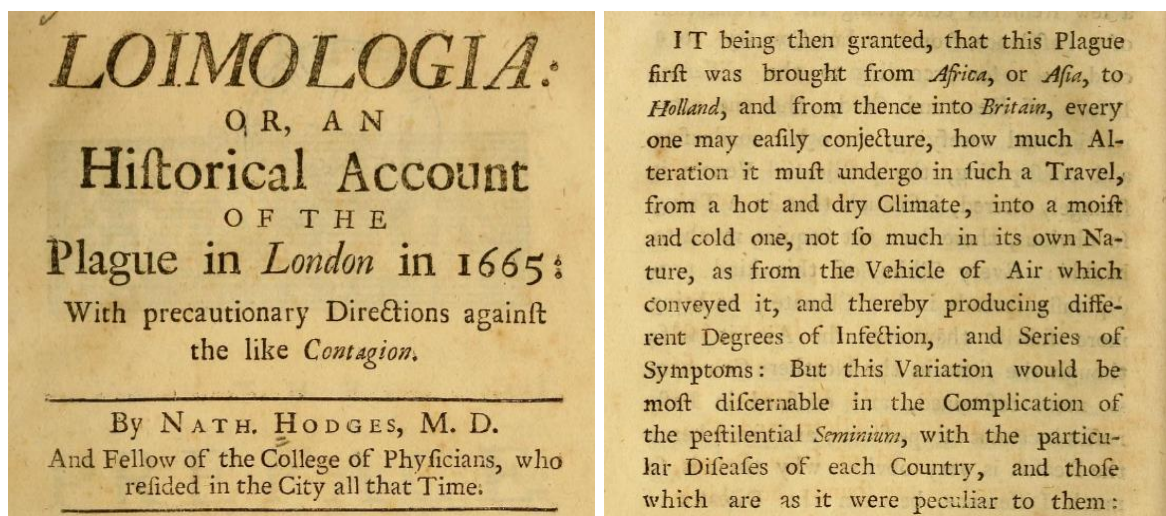 LOIMOLOGIA:
OR, AN
Hiſtorical Account
OF THE
Plague in London in 1665:
With precautionary Directions againſt
the like Contagion.
By NATH. HODGES, M. D.
And Fellow of the College of Phyſicians, who
reſided in the City all that Time.
IT being then granted, that this Plague
firſt was brought from Africa, or Aſia, to
Holland, and from thence into Britain, every
one may eaſily conjecture, how much Al-
teration it muſt undergo in ſuch a Travel,
from a hot and dry Climate, into a moiſt
and cold one, not ſo much in its own Na-
ture, as from the Vehicle of Air which
conveyed it, and thereby producing diffe-
rent Degrees of Infection, and Series of
Symptoms: But this Variation would be
moſt diſcernable in the Complication of
the peſtilential Seminium, with the particu-
lar Diſeaſes of each Country, and thoſe
which are as it were peculiar to them: